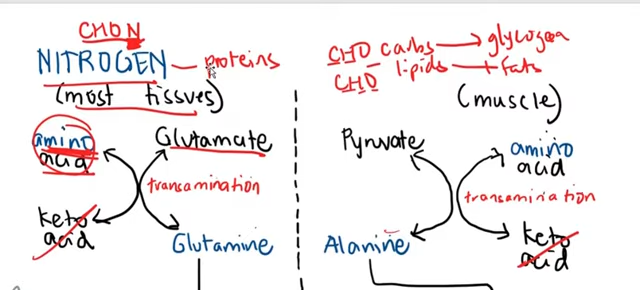 CHON
NITROGEN — proteins
(most tissues)
amino acid
Glutamate
transamination
Keto acid
Glutamine
CHO carbs → glycogen
CHO lipids → fats
(muscle)
Pyruvate
amino acid
transamination
Alanine
Keto acid